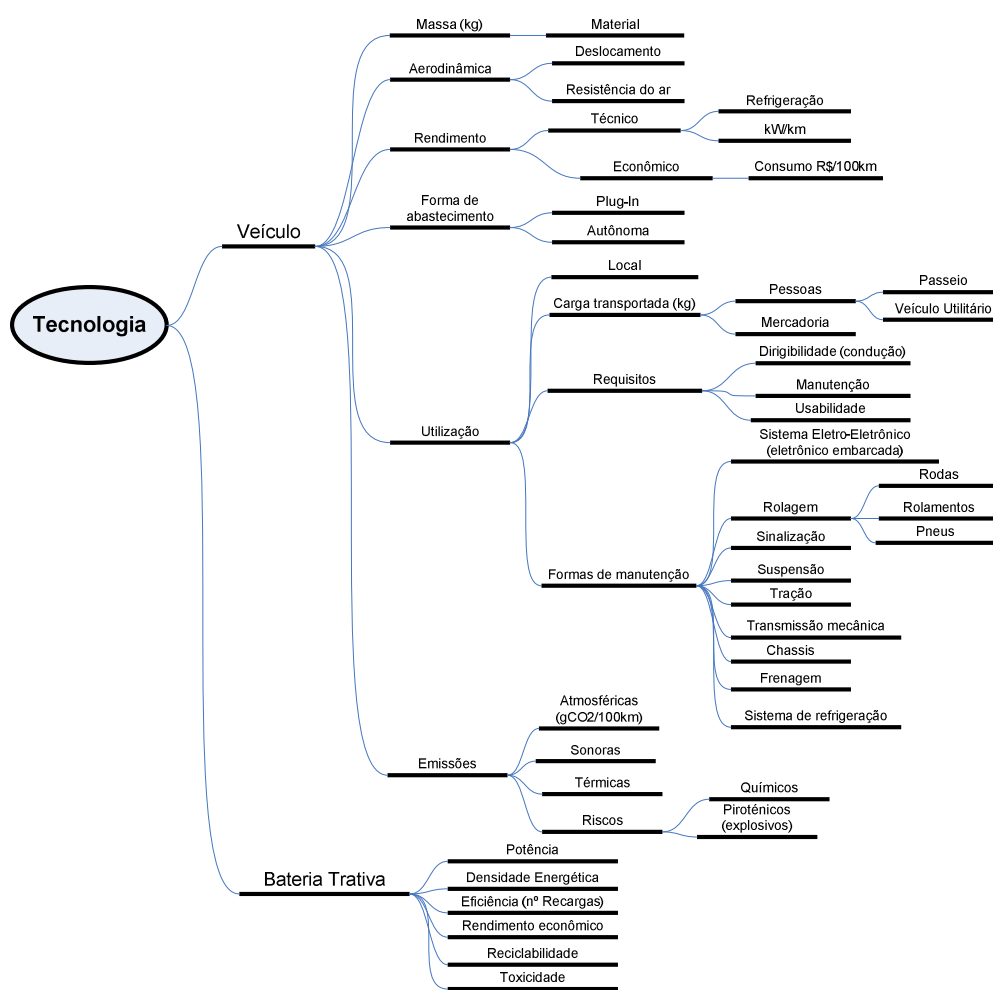 Tecnologia
Veículo
Massa (kg)
Material
Aerodinâmica
Deslocamento
Resistência do ar
Rendimento
Técnico
Refrigeração
kW/km
Econômico
Consumo R$/100km
Forma de
abastecimento
Plug-In
Autônoma
Utilização
Local
Carga transportada (kg)
Pessoas
Passeio
Veículo Utilitário
Mercadoria
Requisitos
Dirigibilidade (condução)
Manutenção
Usabilidade
Formas de manutenção
Sistema Eletro-Eletrônico
(eletrônico embarcada)
Rolagem
Rodas
Rolamentos
Pneus
Sinalização
Suspensão
Tração
Transmissão mecânica
Chassis
Frenagem
Sistema de refrigeração
Emissões
Atmosféricas
(gCO2/100km)
Sonoras
Térmicas
Riscos
Químicos
Piroténicos
(explosivos)
Bateria Trativa
Potência
Densidade Energética
Eficiência (nº Recargas)
Rendimento econômico
Reciclabilidade
Toxicidade